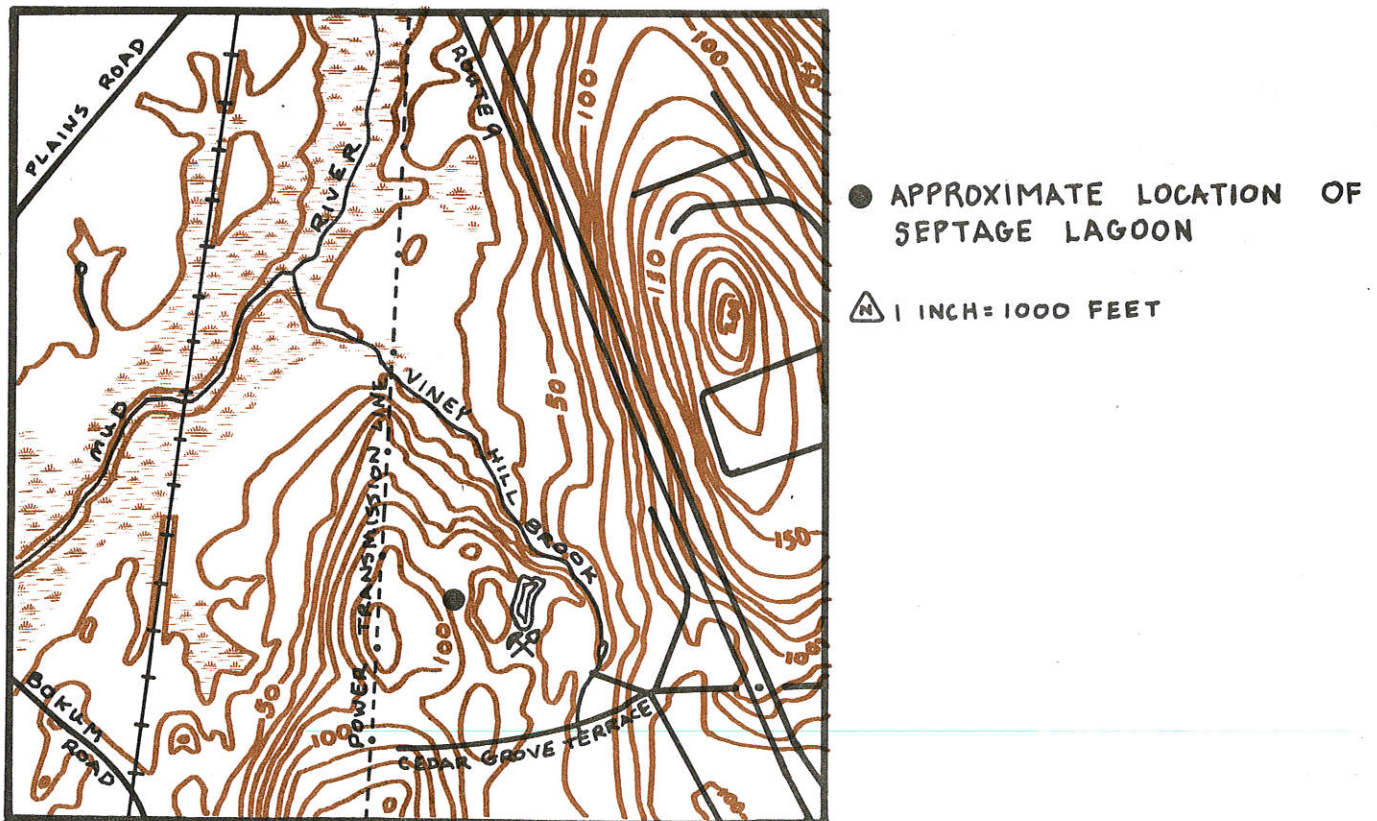 PLAINS ROAD
MUD RIVER
ROUTE 9
100
100
150
50
VINEY HILL BROOK
POWER TRANSMISSION LINE
150
100
50
100
100
100
BOKUM
ROAD
CEDAR GROVE TERRACE
APPROXIMATE LOCATION OF
SEPTAGE LAGOON
N 1 INCH = 1000 FEET